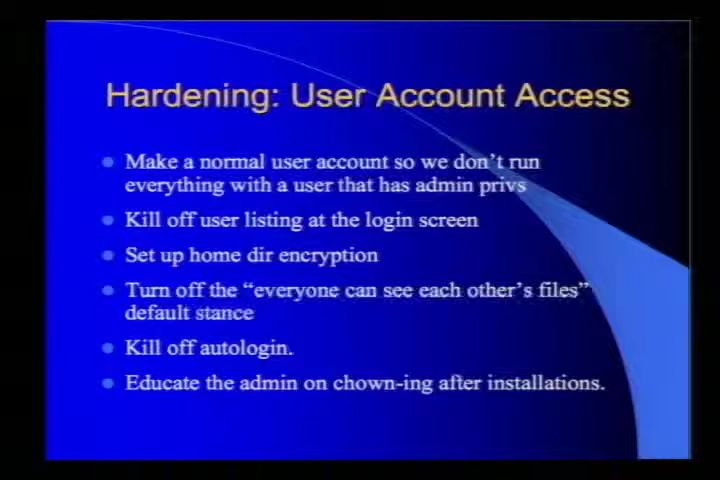 Hardening: User Account Access
Make a normal user account so we don't run
everything with a user that has admin privs
Kill off user listing at the login screen
Set up home dir encryption
Turn off the “everyone can see each other's files”
default stance
Kill off autologin.
Educate the admin on chown-ing after installations.